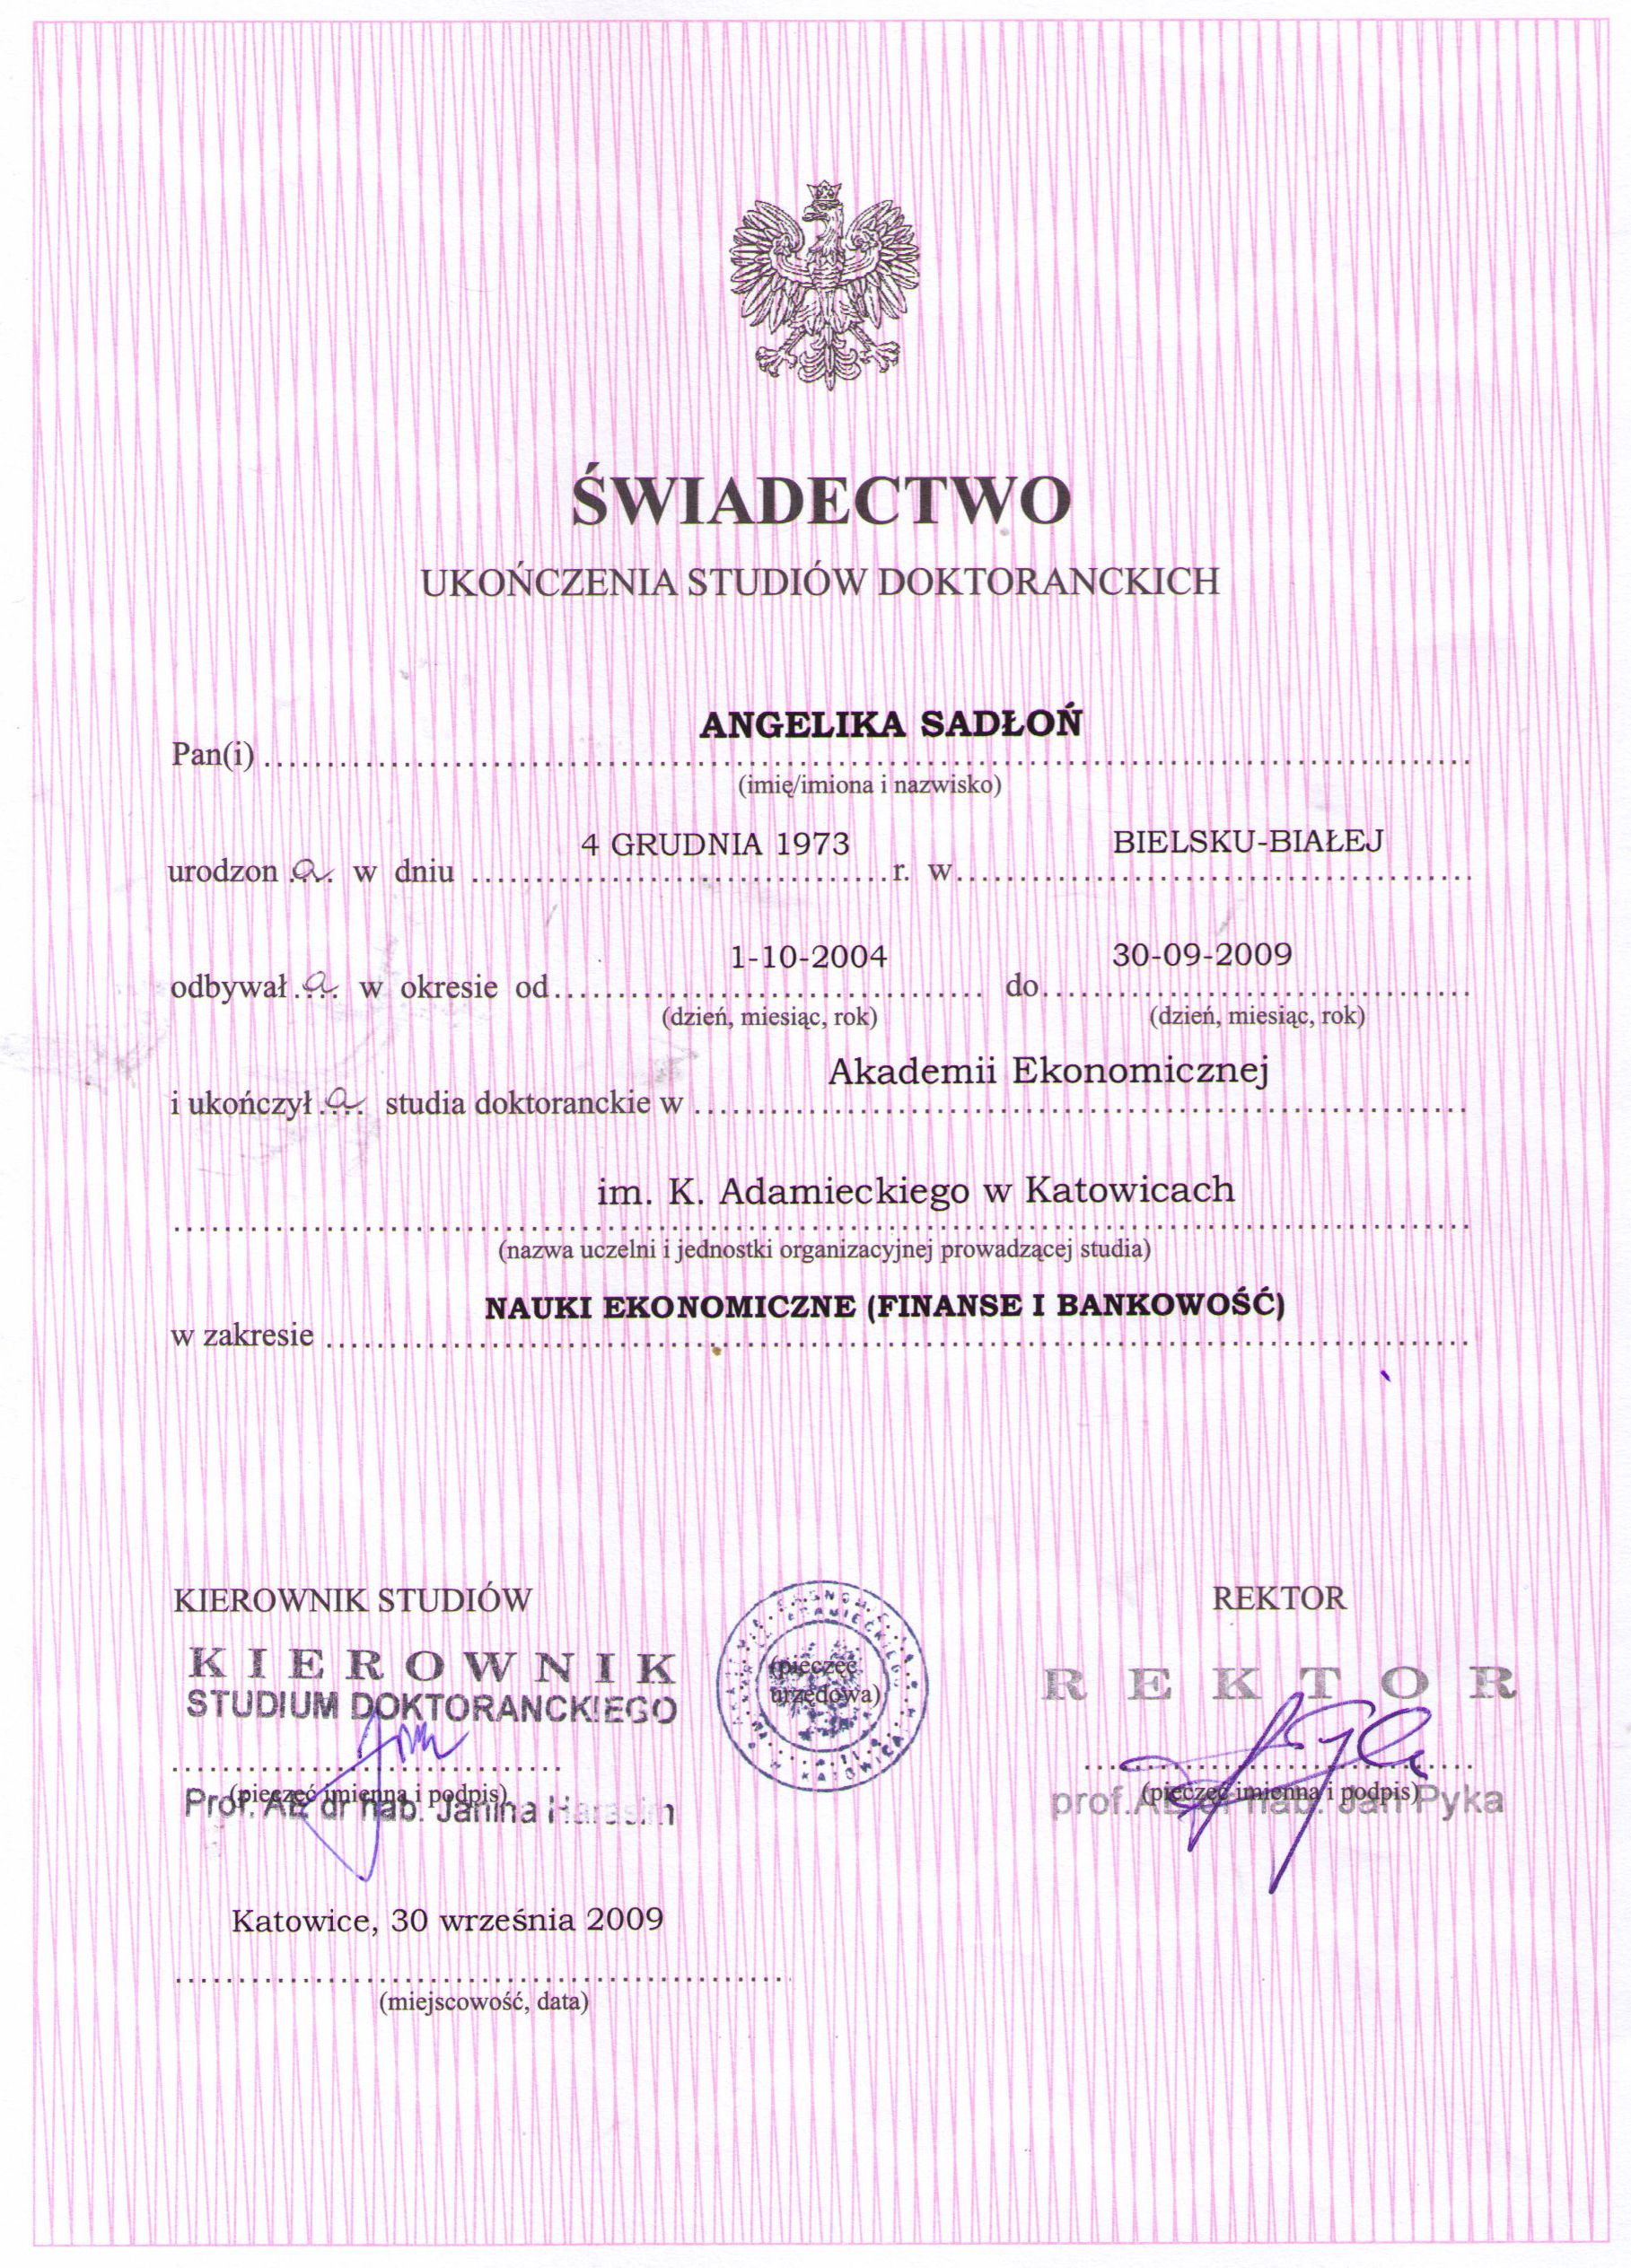 ŚWIADECTWO
UKOŃCZENIA STUDIÓW DOKTORANCKICH
ANGELIKA SADŁOŃ
Pan(i)
(imię/imiona i nazwisko)
4 GRUDNIA 1973 BIELSKU-BIAŁEJ
urodzon a w dniu r. w
1-10-2004 30-09-2009
odbywał a w okresie od do
(dzień, miesiąc, rok) (dzień, miesiąc, rok)
Akademii Ekonomicznej
i ukończył a studia doktoranckie w
im. K. Adamieckiego w Katowicach
(nazwa uczelni i jednostki organizacyjnej prowadzącej studia)
NAUKI EKONOMICZNE (FINANSE I BANKOWOŚĆ)
w zakresie
KIEROWNIK STUDIÓW REKTOR
KIEROWNIK
STUDIUM DOKTORANCKIEGO
(pieczęć
urzędowa)
REKTOR
(pieczęć imienna i podpis) (pieczęć imienna i podpis)
Prof. AE dr hab. Janina Harasim prof. AE dr hab. Jan Pyka
Katowice, 30 września 2009
(miejscowość, data)